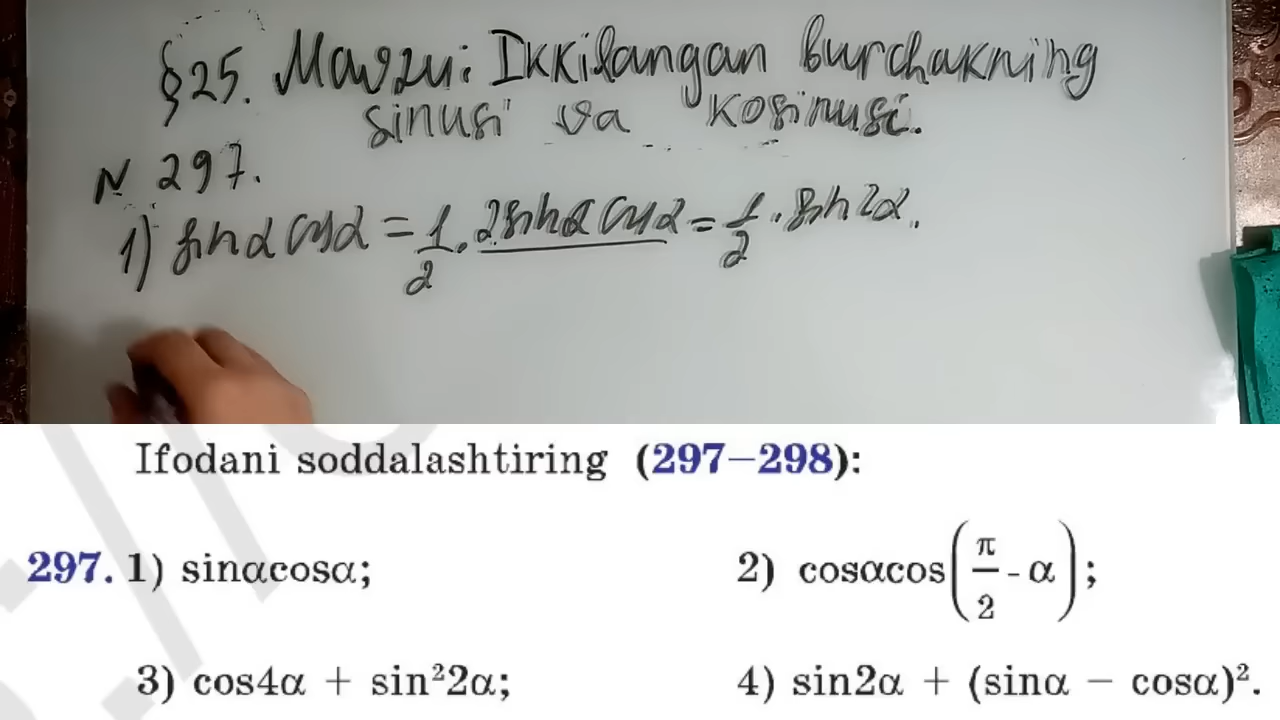 §25. Mavzu: Ikkilangan burchakning
sinusi va kosinusi.
N 297.
1) sinα cosα = 1/2 · 2sinα cosα = 1/2 · sin2α.
Ifodani soddalashtiring (297–298):
297. 1) sinαcosα; 2) cosαcos(π/2 - α);
3) cos4α + sin²2α; 4) sin2α + (sinα − cosα)².